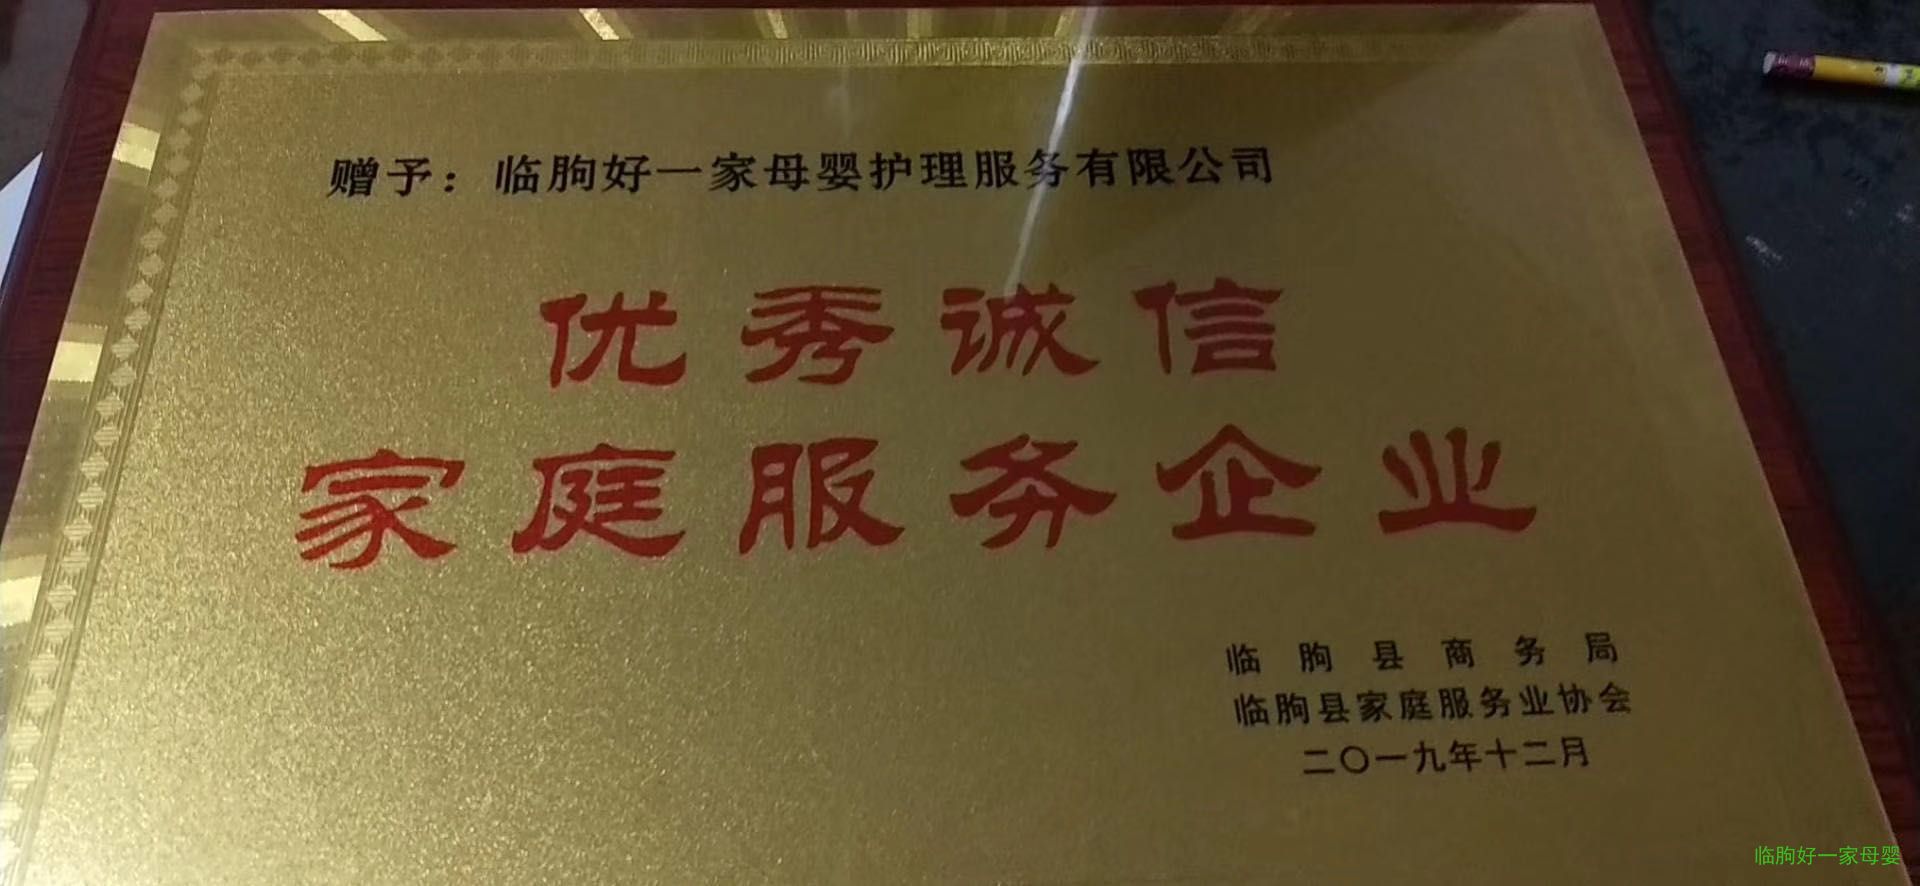 赠予：临朐好一家母婴护理服务有限公司
优秀诚信
家庭服务企业
临朐县商务局
临朐县家庭服务业协会
二〇一九年十二月
临朐好一家母婴